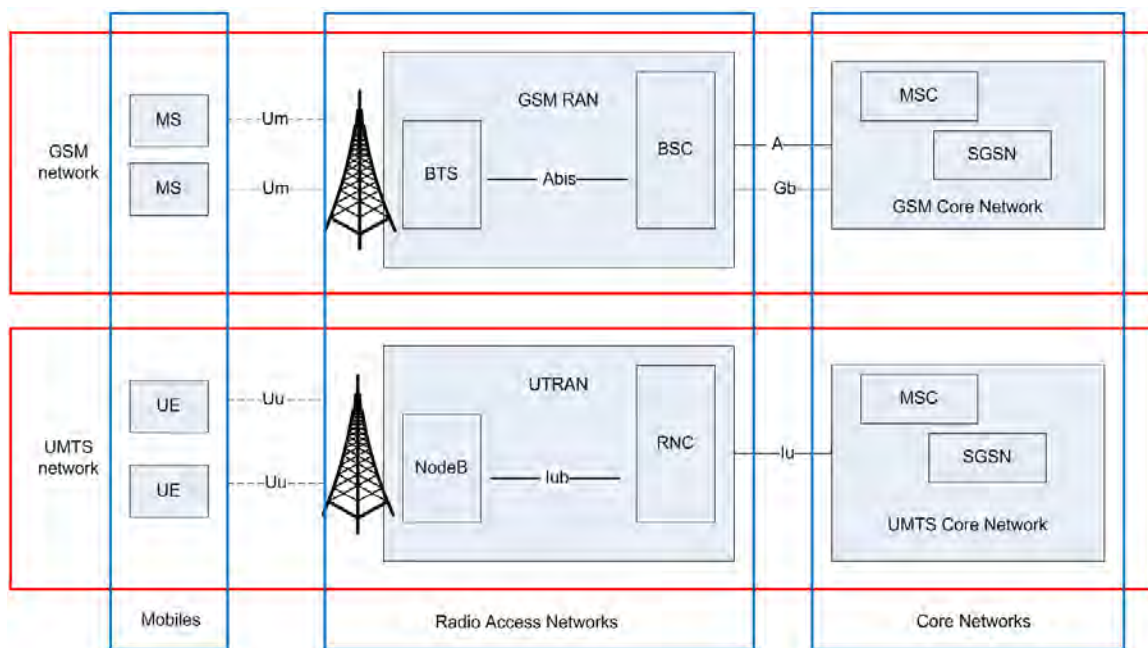 GSM
network
MS
MS
Um
Um
GSM RAN
BTS
Abis
BSC
A
Gb
MSC
SGSN
GSM Core Network
UMTS
network
UE
UE
Uu
Uu
UTRAN
NodeB
Iub
RNC
Iu
MSC
SGSN
UMTS Core Network
Mobiles
Radio Access Networks
Core Networks